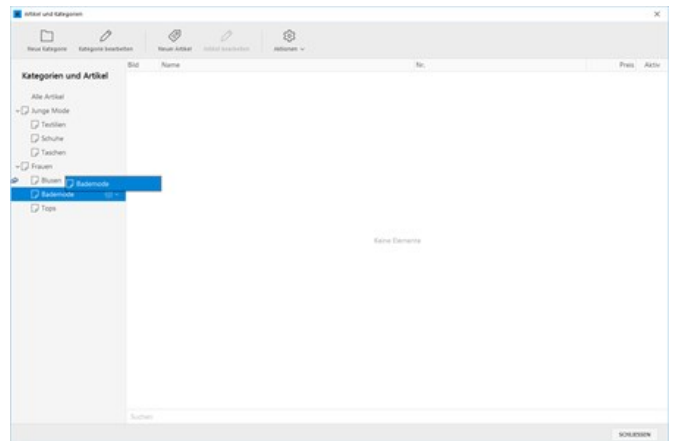 Artikel und Kategorien
Neue Kategorie Kategorie bearbeiten Neuer Artikel Artikel bearbeiten Aktionen
Kategorien und Artikel
Bild Name Nr. Preis Aktiv
Alle Artikel
Junge Mode
Textilien
Schuhe
Taschen
Frauen
Blusen
Bademode
Bademode
Tops
Keine Elemente
Suchen
SCHLIESSEN